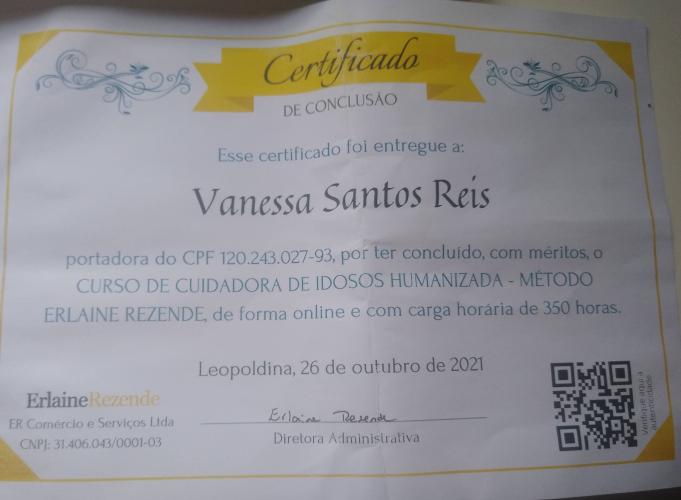 Certificado
DE CONCLUSÃO
Esse certificado foi entregue a:
Vanessa Santos Reis
portadora do CPF 120.243.027-93, por ter concluído, com méritos, o
CURSO DE CUIDADORA DE IDOSOS HUMANIZADA - MÉTODO
ERLAINE REZENDE, de forma online e com carga horária de 350 horas.
Leopoldina, 26 de outubro de 2021
ErlaineRezende
ER Comércio e Serviços Ltda
CNPJ: 31.406.043/0001-03
Erlaine Rezende
Diretora Administrativa
Verifique aqui a
autenticidade